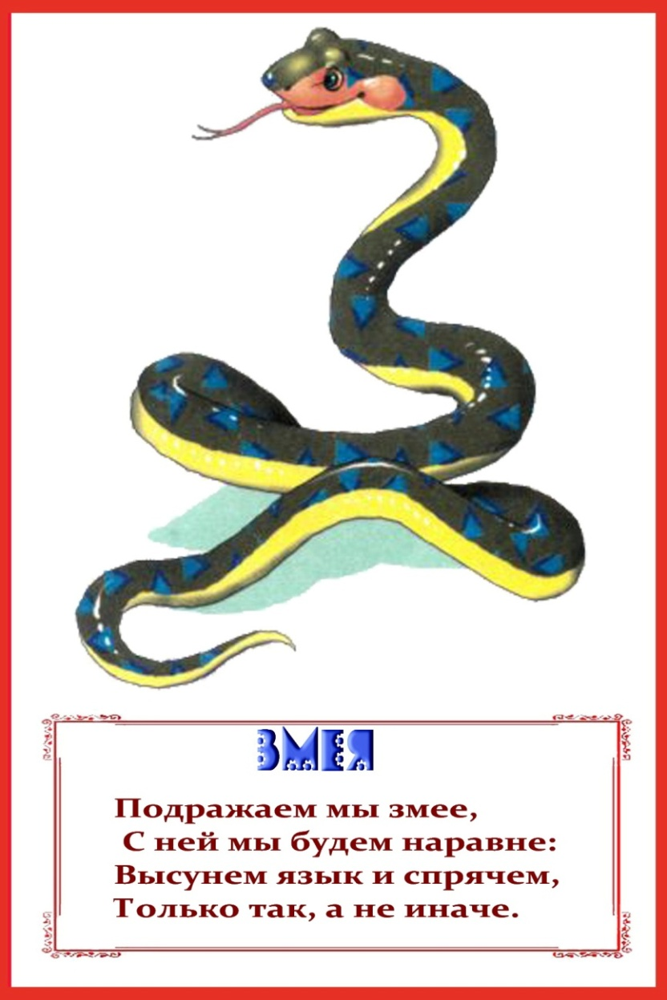 ЗМЕЯ
Подражаем мы змее,
С ней мы будем наравне:
Высунем язык и спрячем,
Только так, а не иначе.